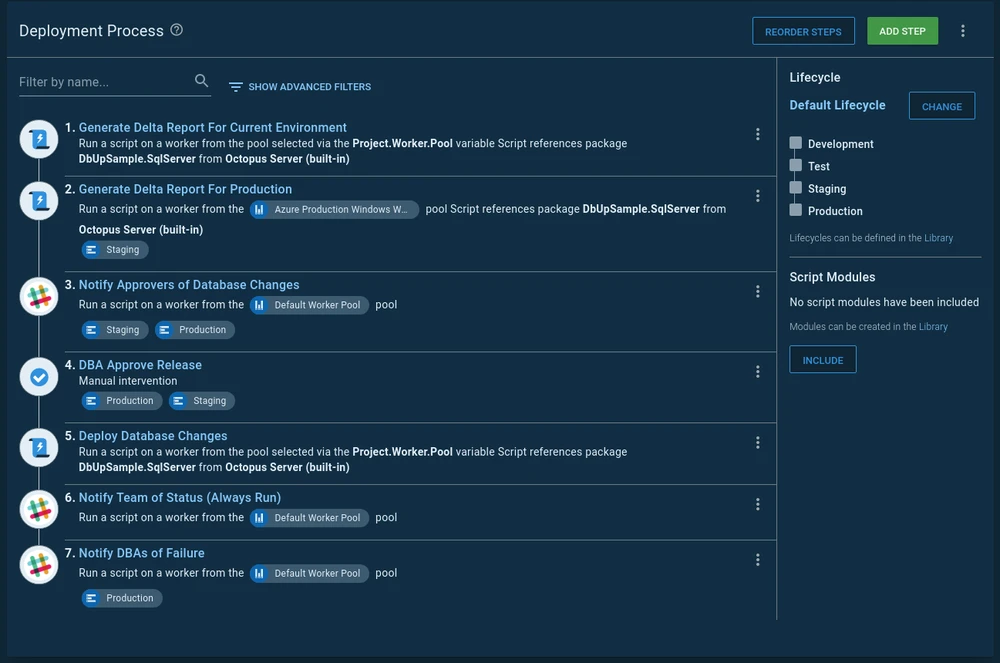 Deployment Process
REORDER STEPS
ADD STEP
Filter by name...
SHOW ADVANCED FILTERS
1. Generate Delta Report For Current Environment
Run a script on a worker from the pool selected via the Project.Worker.Pool variable Script references package
DbUpSample.SqlServer from Octopus Server (built-in)
2. Generate Delta Report For Production
Run a script on a worker from the Azure Production Windows W... pool Script references package DbUpSample.SqlServer from
Octopus Server (built-in)
Staging
3. Notify Approvers of Database Changes
Run a script on a worker from the Default Worker Pool pool
Staging Production
4. DBA Approve Release
Manual intervention
Production Staging
5. Deploy Database Changes
Run a script on a worker from the pool selected via the Project.Worker.Pool variable Script references package
DbUpSample.SqlServer from Octopus Server (built-in)
6. Notify Team of Status (Always Run)
Run a script on a worker from the Default Worker Pool pool
7. Notify DBAs of Failure
Run a script on a worker from the Default Worker Pool pool
Production
Lifecycle
Default Lifecycle
CHANGE
Development
Test
Staging
Production
Lifecycles can be defined in the Library
Script Modules
No script modules have been included
Modules can be created in the Library
INCLUDE